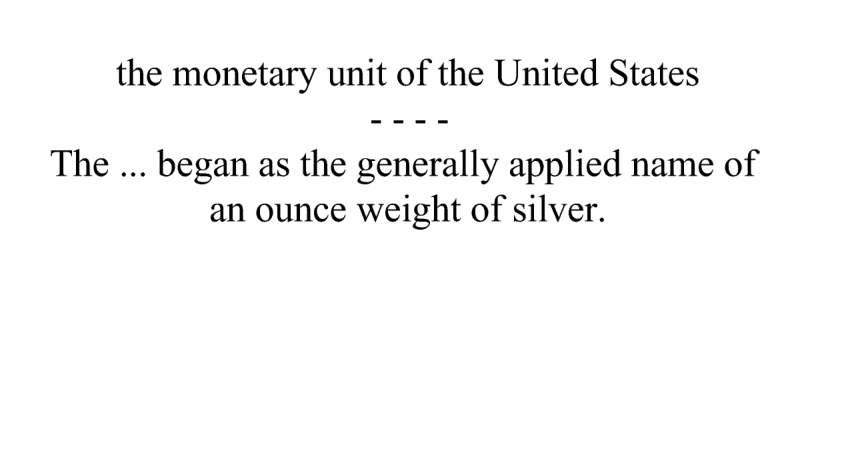 the monetary unit of the United States
- - - -
The ... began as the generally applied name of
an ounce weight of silver.